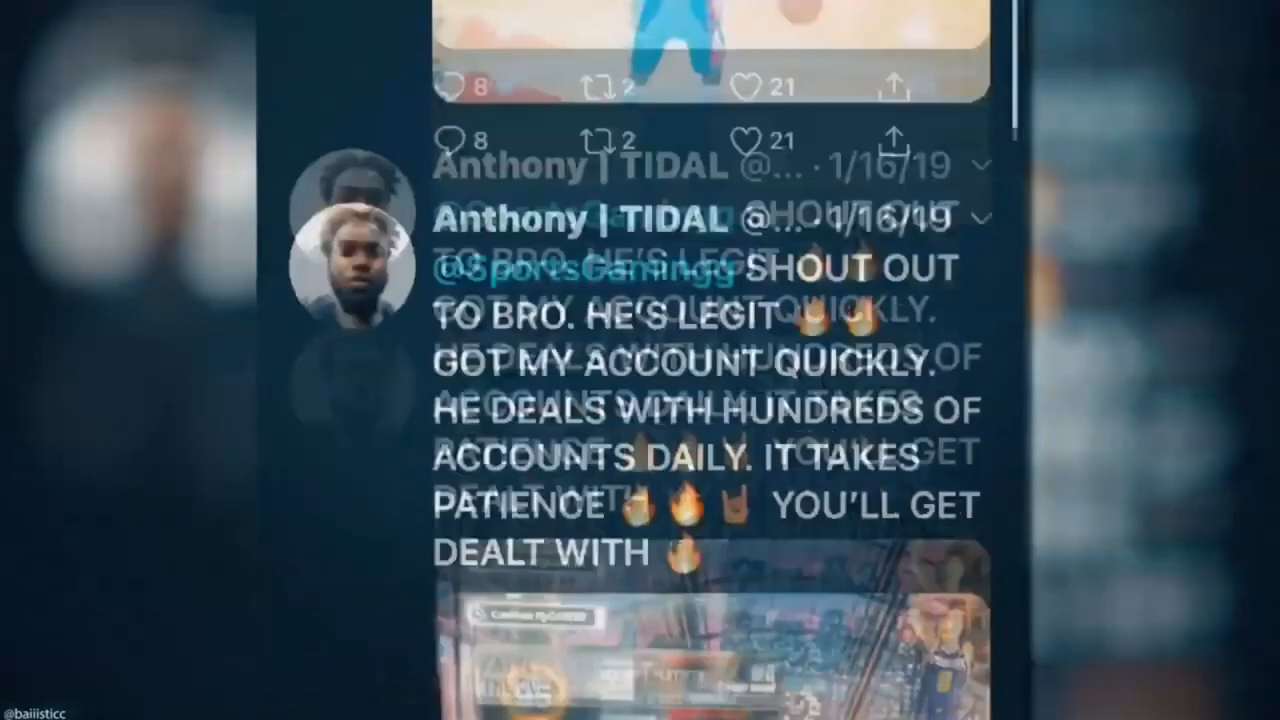 8 2 21
8 2 21
Anthony | TIDAL @... · 1/16/19
Anthony | TIDAL @... · 1/16/19
@SportsGamingg SHOUT OUT
TO BRO. HE'S LEGIT 🔥 🔥
GOT MY ACCOUNT QUICKLY.
HE DEALS WITH HUNDREDS OF
ACCOUNTS DAILY. IT TAKES
PATIENCE 🔥 🔥 🤘🏾 YOU'LL GET
DEALT WITH 🔥
@baiiisticc